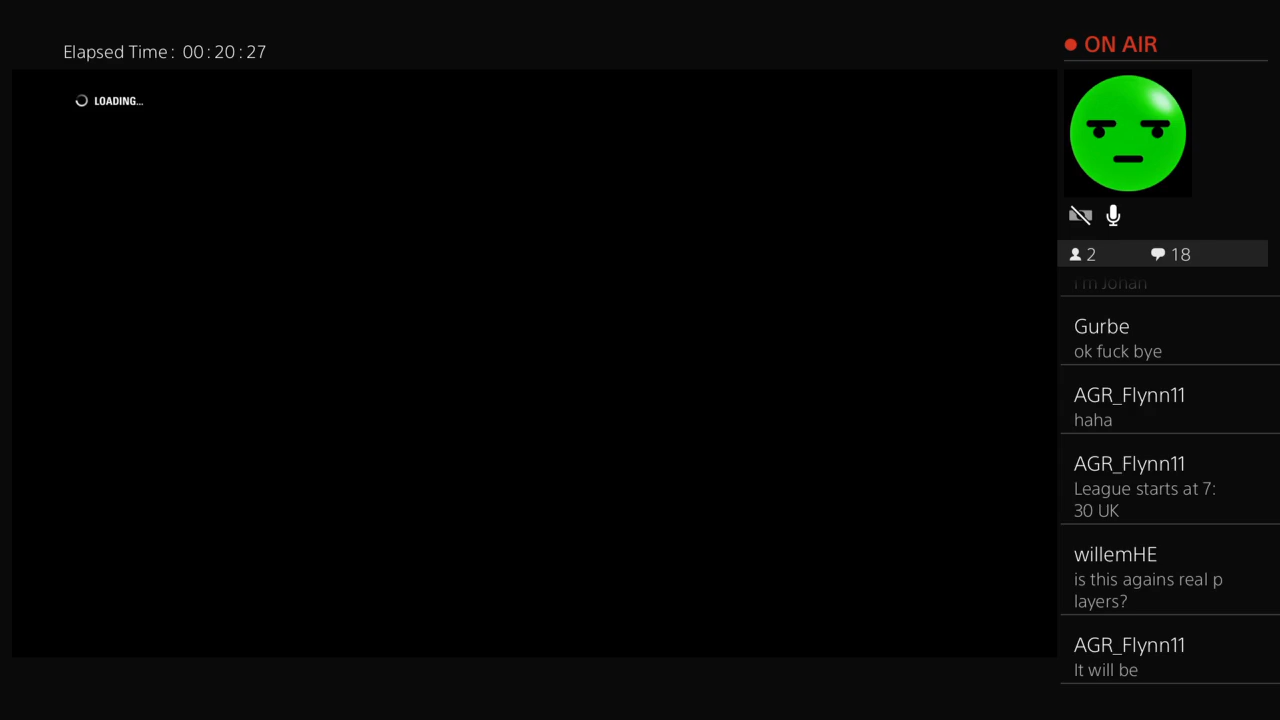 Elapsed Time: 00:20:27
ON AIR
LOADING...
2 18
I'm Johan
Gurbe
ok fuck bye
AGR_Flynn11
haha
AGR_Flynn11
League starts at 7:
30 UK
willemHE
is this agains real p
layers?
AGR_Flynn11
It will be